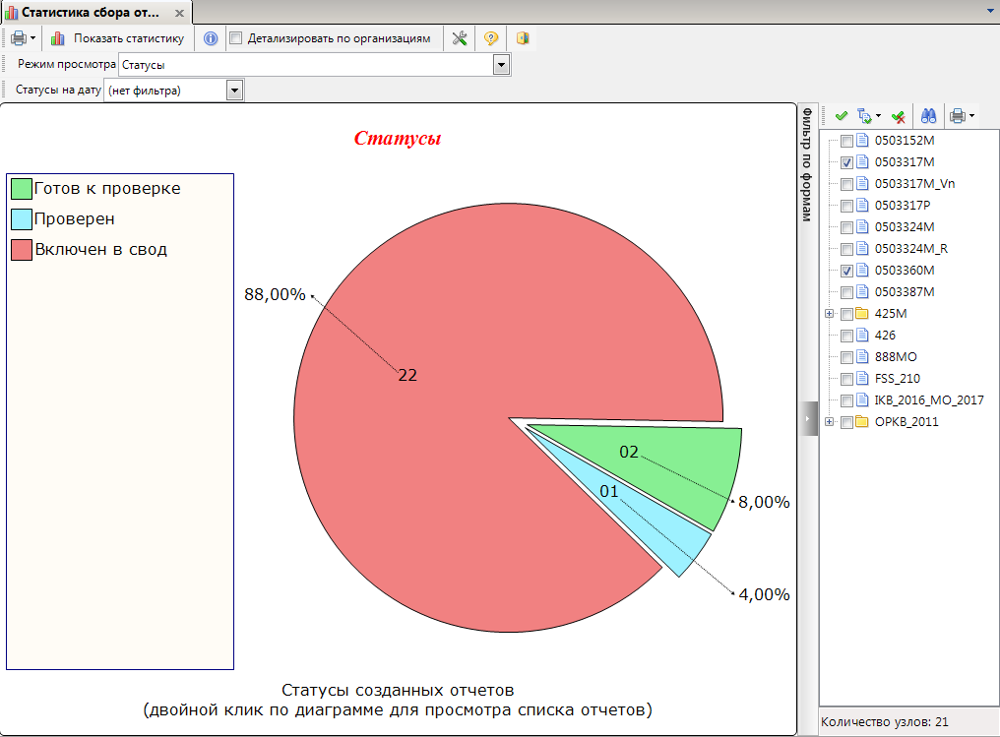 Статистика сбора от...
Показать статистику
Детализировать по организациям
Режим просмотра Статусы
Статусы на дату (нет фильтра)
Статусы
Готов к проверке
Проверен
Включен в свод
88,00%
22
02
01
8,00%
4,00%
Статусы созданных отчетов
(двойной клик по диаграмме для просмотра списка отчетов)
Фильтр по формам
0503152M
0503317M
0503317M_Vn
0503317P
0503324M
0503324M_R
0503360M
0503387M
425M
426
888MO
FSS_210
IKB_2016_MO_2017
OPKB_2011
Количество узлов: 21